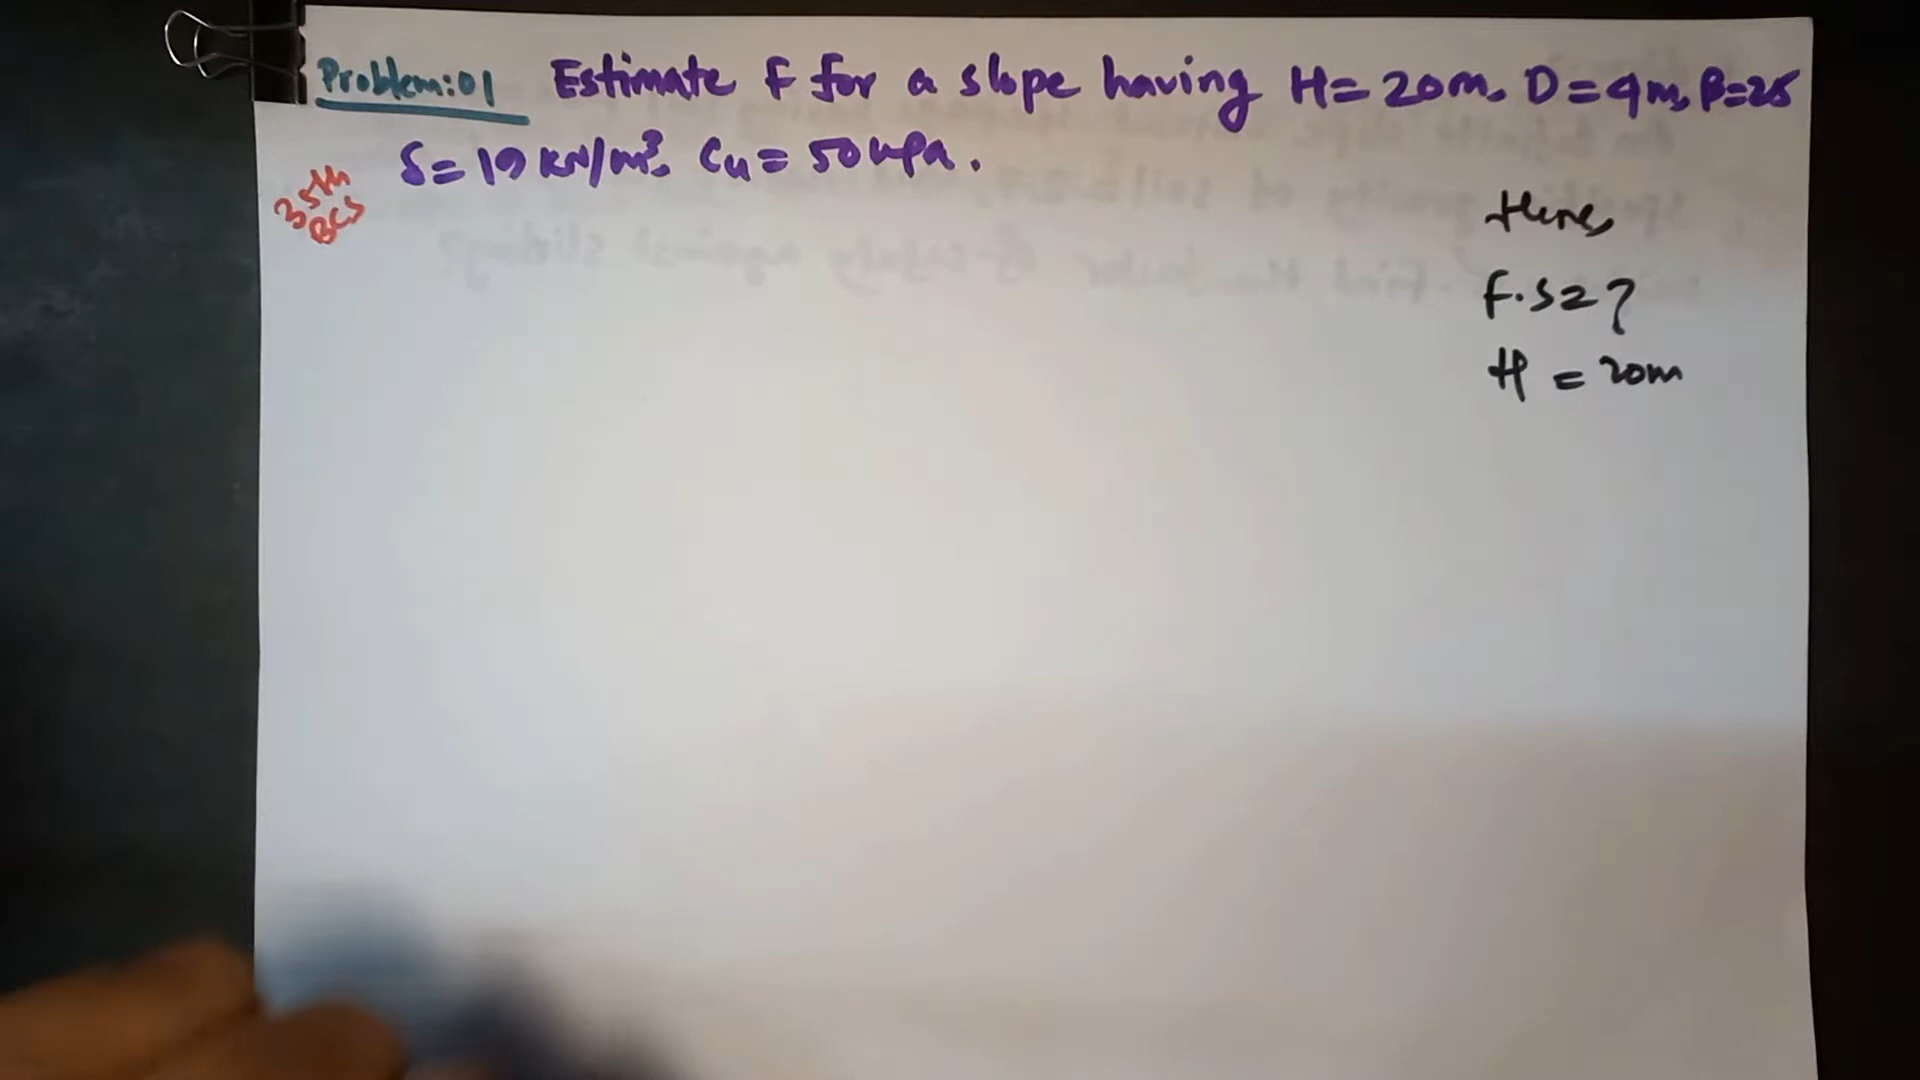 Problem:01 Estimate F for a slope having H=20m, D=4m, β=25
γ=19 kN/m³, Cu=50 kpa.
35th
BCS
Here,
F.S=?
H = 20m